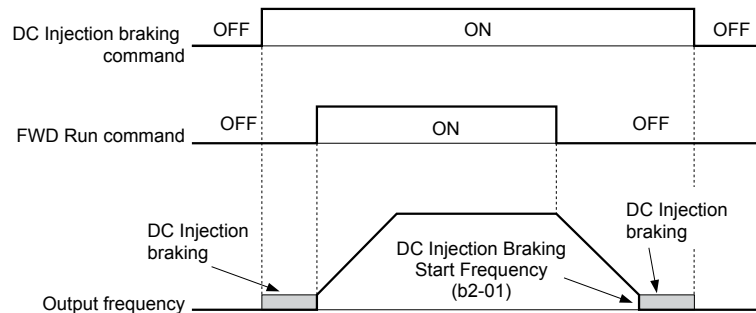 OFF
ON
OFF
DC Injection braking
command
OFF
ON
OFF
FWD Run command
DC Injection
braking
DC Injection Braking
Start Frequency
(b2-01)
DC Injection
braking
Output frequency